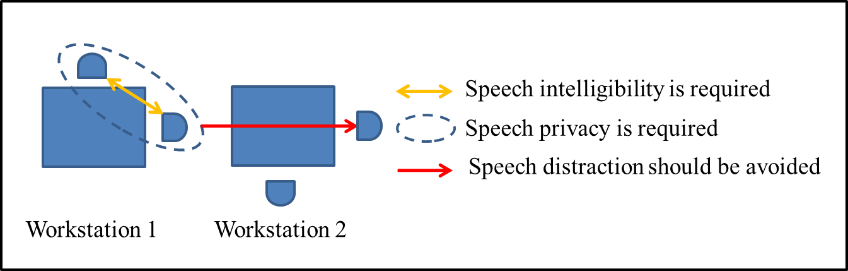 Speech intelligibility is required
Speech privacy is required
Speech distraction should be avoided
Workstation 1
Workstation 2